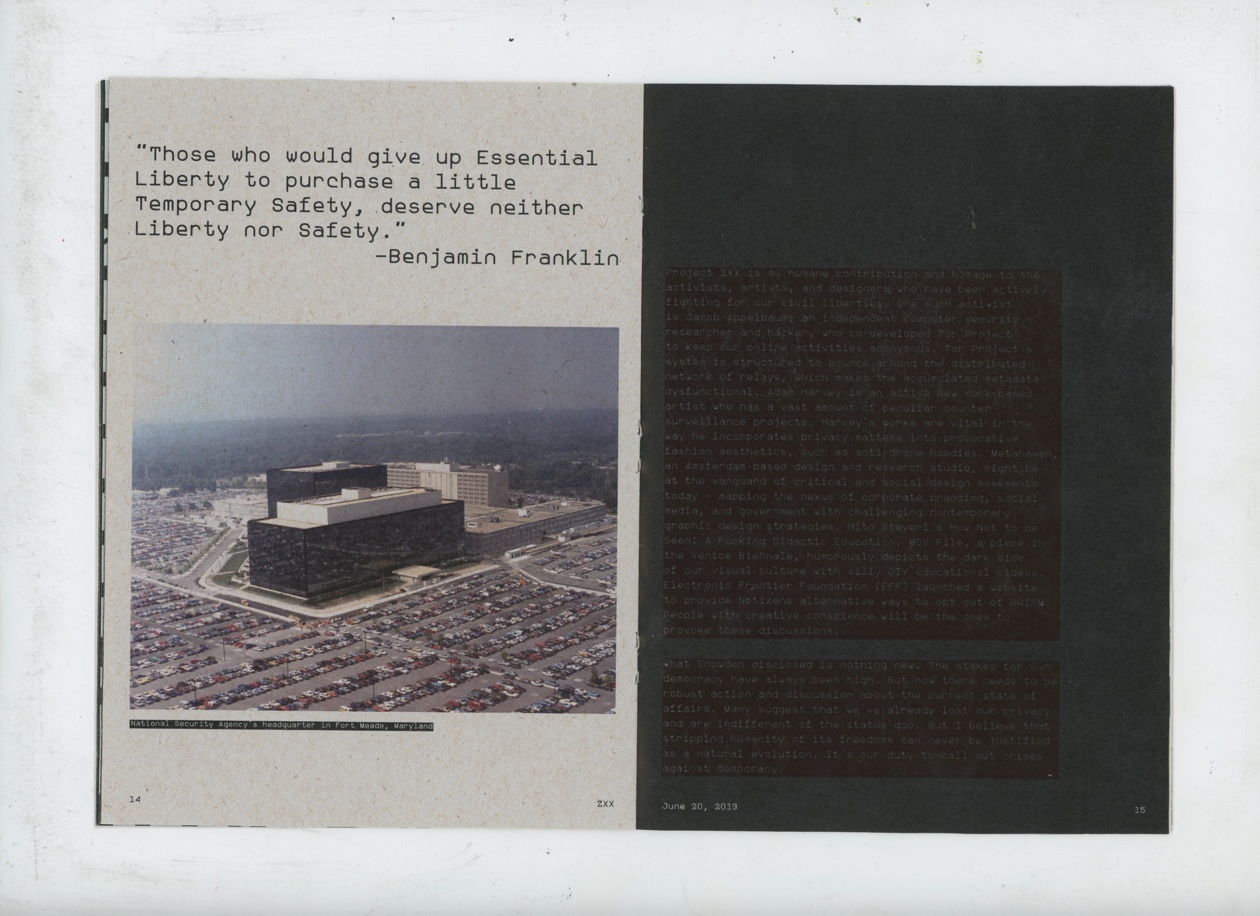 "Those who would give up Essential
Liberty to purchase a little
Temporary Safety, deserve neither
Liberty nor Safety."
–Benjamin Franklin
National Security Agency's headquarter in Fort Meade, Maryland
14
ZXX
Project ZXX is my humane contribution and homage to the
activists, artists, and designers who have been actively
fighting for our civil liberties. One such activist
is Jacob Appelbaum; an independent computer security
researcher and hacker, who co-developed Tor Project
to keep our online activities anonymous. Tor Project's
system is structured to bounce around the distributed
network of relays, which makes the accumulated metadata
dysfunctional. Adam Harvey is an active New York-based
artist who has a vast amount of peculiar counter-
surveillance projects. Harvey's works are vital in the
way he incorporates privacy matters into provocative
fashion aesthetics, such as anti-drone hoodies. Metahaven,
an Amsterdam-based design and research studio, might be
at the vanguard of critical and social design movements
today – mapping the nexus of corporate branding, social
media, and government with challenging contemporary
graphic design strategies. Hito Steyerl's How Not to be
Seen: A Fucking Didactic Education. MOV File, a piece in
the Venice Biennale, humorously depicts the dark side
of our visual culture with silly DIY educational videos.
Electronic Frontier Foundation (EFF) launched a website
to provide Netizens alternative ways to opt out of PRISM.
People with creative conscience will be the ones to
provoke these discussions.
What Snowden disclosed is nothing new. The stakes for our
democracy have always been high. But now there needs to be
robust action and discussion about the current state of
affairs. Many suggest that we've already lost our privacy
and are indifferent of the status quo. But I believe that
stripping humanity of its freedoms can never be justified
as a natural evolution. It's our duty to call out crimes
against democracy.
June 20, 2013
15